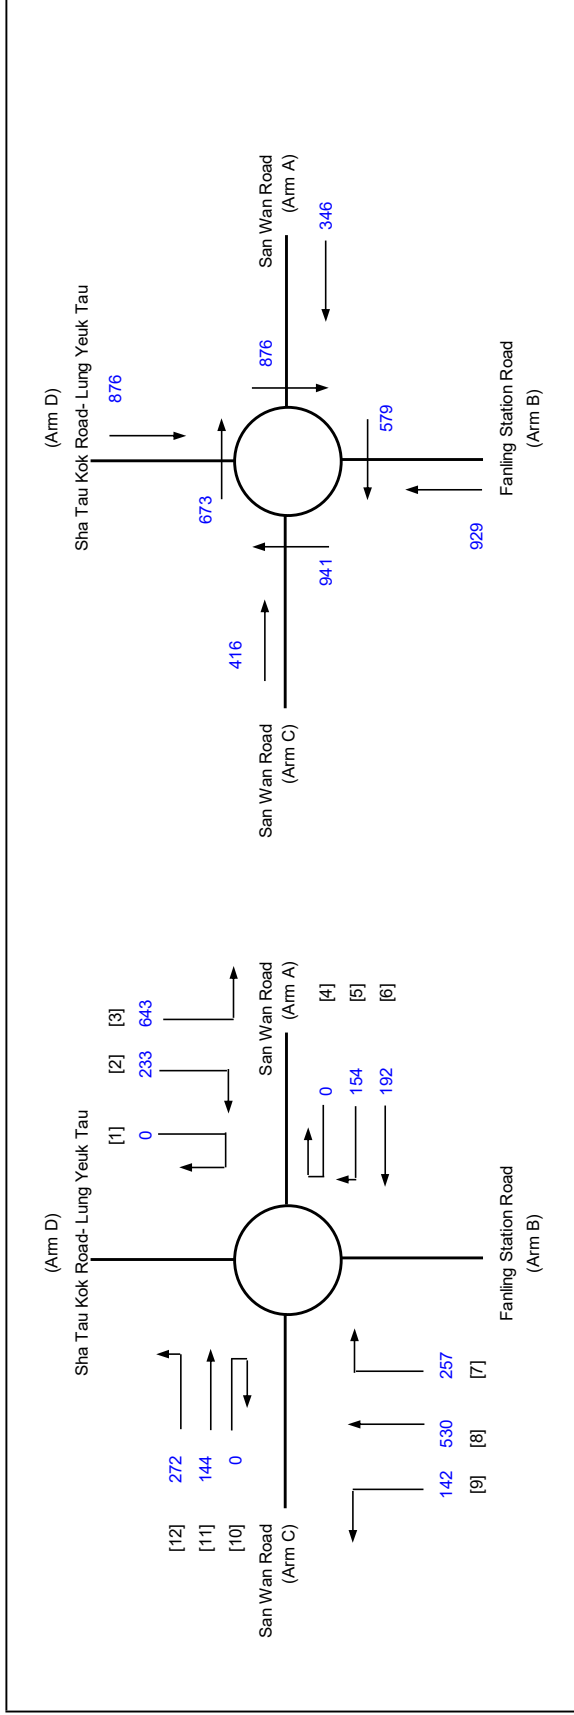 (Arm D)
Sha Tau Kok Road- Lung Yeuk Tau
[1] [2] [3]
0 233 643
[12] 272
[11] 144
[10] 0
San Wan Road
(Arm C)
San Wan Road
(Arm A)
0 [4]
154 [5]
192 [6]
142 530 257
[9] [8] [7]
Fanling Station Road
(Arm B)
(Arm D)
Sha Tau Kok Road- Lung Yeuk Tau
876
673
416
876
San Wan Road
(Arm C)
San Wan Road
(Arm A)
941
346
579
929
Fanling Station Road
(Arm B)